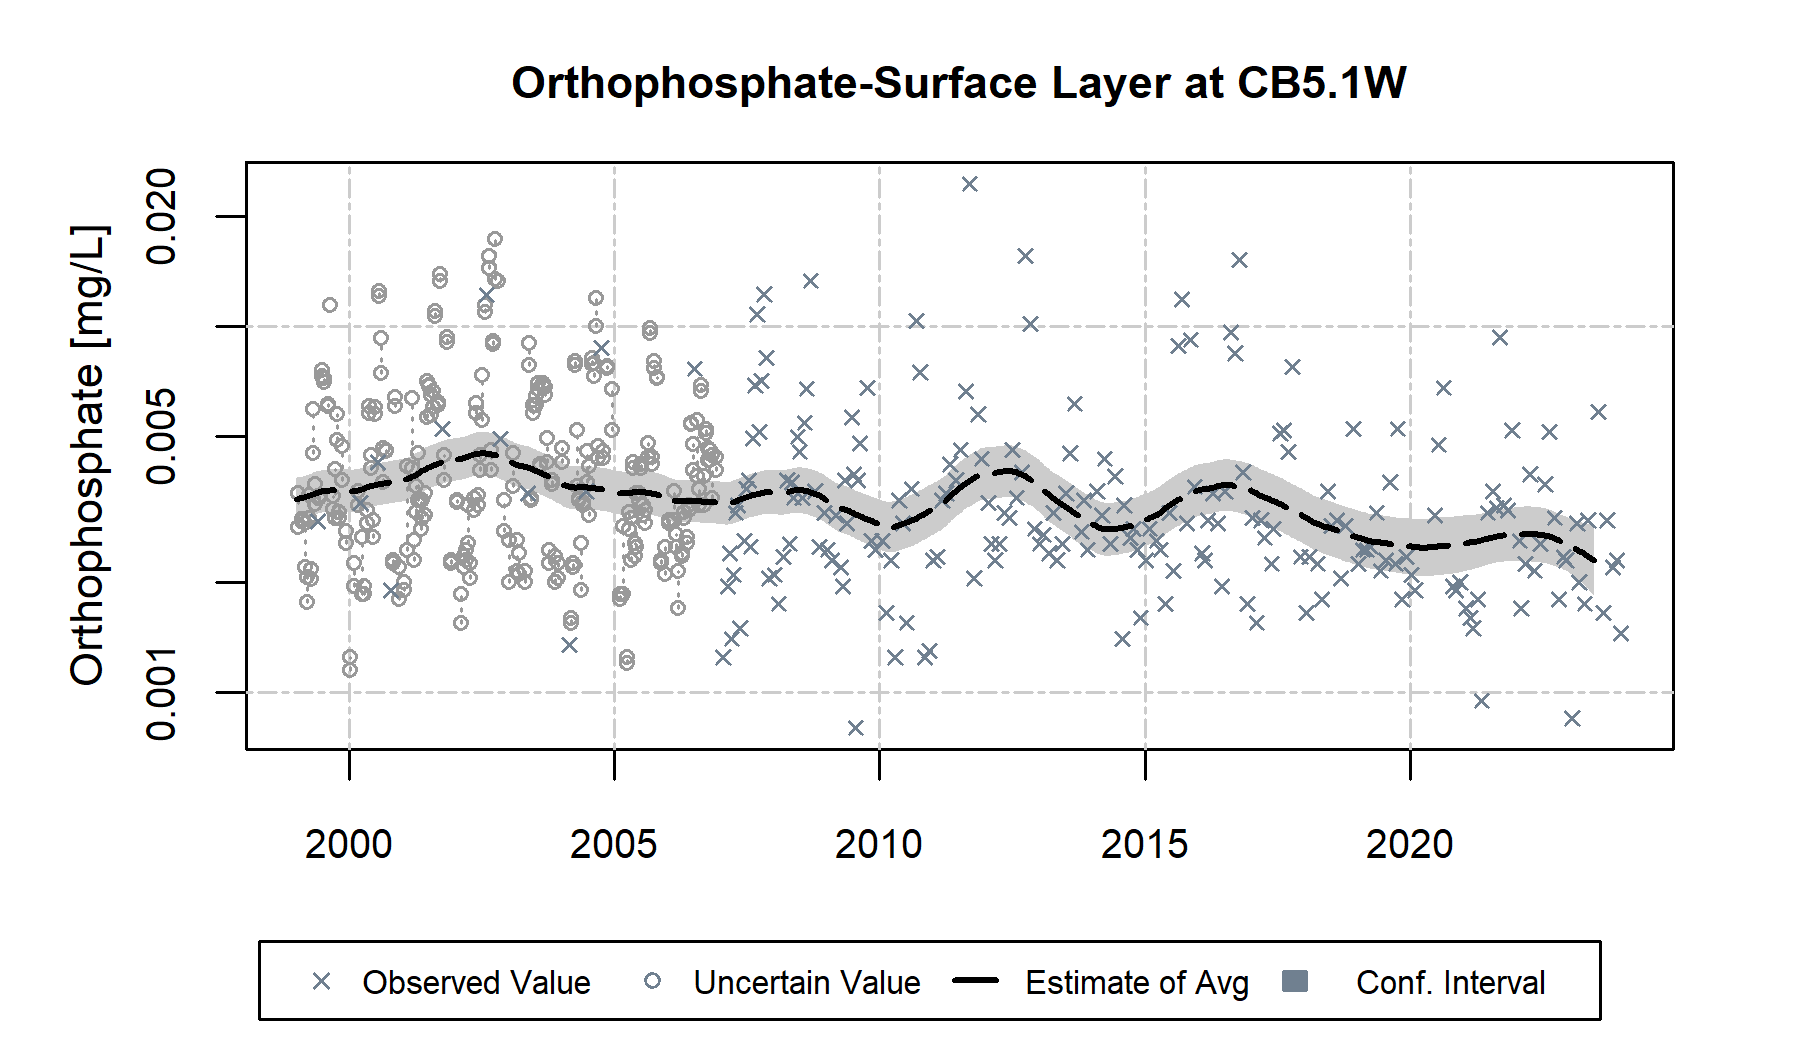 Orthophosphate-Surface Layer at CB5.1W
Orthophosphate [mg/L]
0.020
0.005
0.001
2000 2005 2010 2015 2020
Observed Value Uncertain Value Estimate of Avg Conf. Interval